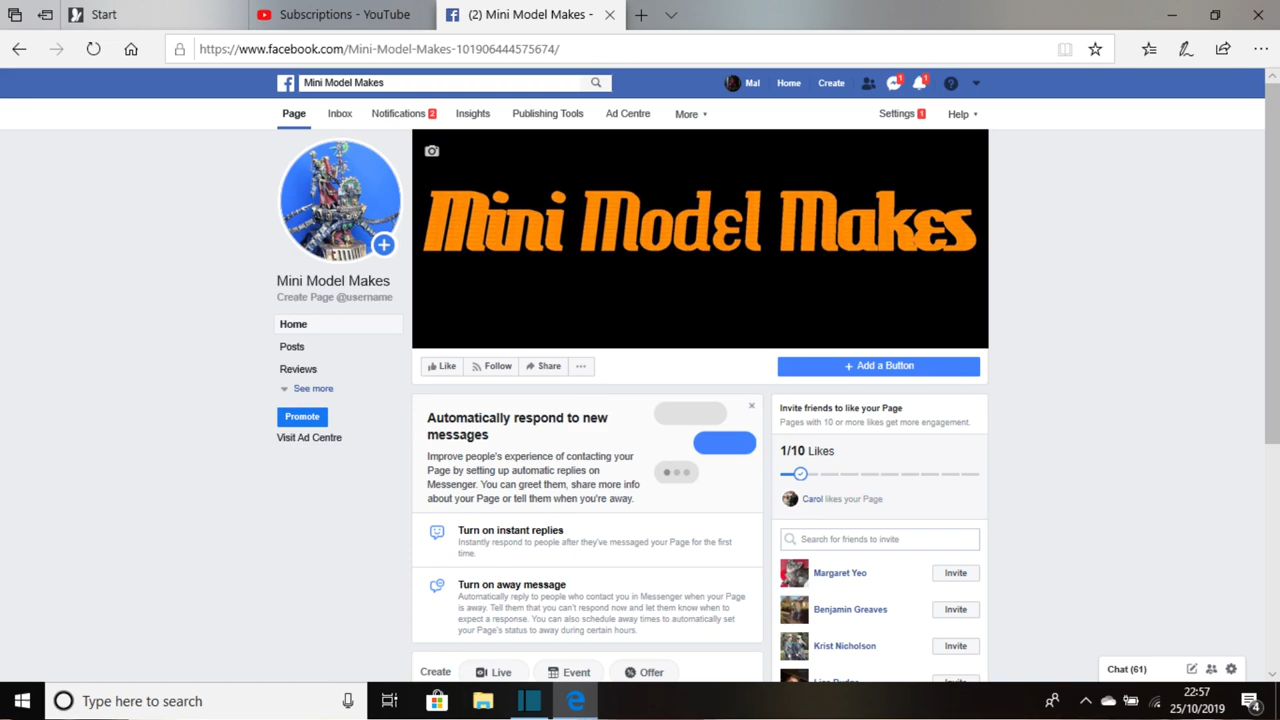 Start
Subscriptions - YouTube
(2) Mini Model Makes -
https://www.facebook.com/Mini-Model-Makes-101906444575674/
Mini Model Makes
Mal
Home
Create
1
1
Page
Inbox
Notifications 2
Insights
Publishing Tools
Ad Centre
More
Settings 1
Help
Mini Model Makes
Mini Model Makes
Create Page @username
Home
Posts
Reviews
See more
Promote
Visit Ad Centre
Like
Follow
Share
+ Add a Button
Automatically respond to new
messages
Improve people's experience of contacting your
Page by setting up automatic replies on
Messenger. You can greet them, share more info
about your Page or tell them when you're away.
Turn on instant replies
Instantly respond to people after they've messaged your Page for the first
time.
Turn on away message
Automatically reply to people who contact you in Messenger when your Page
is away. Tell them that you can't respond now and let them know when to
expect a response. You can also schedule away times to automatically set
your Page's status to away during certain hours.
Create
Live
Event
Offer
Invite friends to like your Page
Pages with 10 or more likes get more engagement.
1/10 Likes
Carol likes your Page
Search for friends to invite
Margaret Yeo
Invite
Benjamin Greaves
Invite
Krist Nicholson
Invite
Chat (61)
Type here to search
22:57
25/10/2019
4